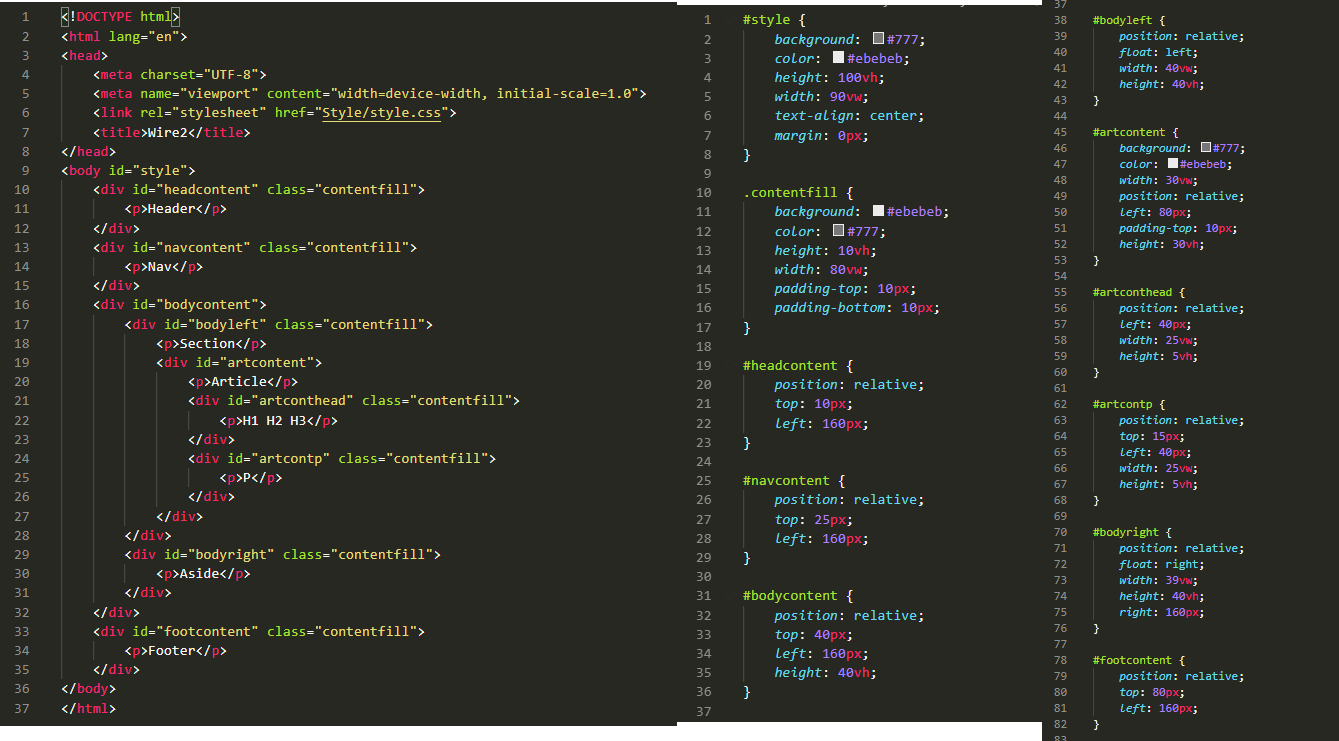 1 <!DOCTYPE html>
2 <html lang="en">
3 <head>
4 <meta charset="UTF-8">
5 <meta name="viewport" content="width=device-width, initial-scale=1.0">
6 <link rel="stylesheet" href="Style/style.css">
7 <title>Wire2</title>
8 </head>
9 <body id="style">
10 <div id="headcontent" class="contentfill">
11 <p>Header</p>
12 </div>
13 <div id="navcontent" class="contentfill">
14 <p>Nav</p>
15 </div>
16 <div id="bodycontent">
17 <div id="bodyleft" class="contentfill">
18 <p>Section</p>
19 <div id="artcontent">
20 <p>Article</p>
21 <div id="artconthead" class="contentfill">
22 <p>H1 H2 H3</p>
23 </div>
24 <div id="artcontp" class="contentfill">
25 <p>P</p>
26 </div>
27 </div>
28 </div>
29 <div id="bodyright" class="contentfill">
30 <p>Aside</p>
31 </div>
32 </div>
33 <div id="footcontent" class="contentfill">
34 <p>Footer</p>
35 </div>
36 </body>
37 </html>
1 #style {
2 background: #777;
3 color: #ebebeb;
4 height: 100vh;
5 width: 90vw;
6 text-align: center;
7 margin: 0px;
8 }
9
10 .contentfill {
11 background: #ebebeb;
12 color: #777;
13 height: 10vh;
14 width: 80vw;
15 padding-top: 10px;
16 padding-bottom: 10px;
17 }
18
19 #headcontent {
20 position: relative;
21 top: 10px;
22 left: 160px;
23 }
24
25 #navcontent {
26 position: relative;
27 top: 25px;
28 left: 160px;
29 }
30
31 #bodycontent {
32 position: relative;
33 top: 40px;
34 left: 160px;
35 height: 40vh;
36 }
37
37
38 #bodyleft {
39 position: relative;
40 float: left;
41 width: 40vw;
42 height: 40vh;
43 }
44
45 #artcontent {
46 background: #777;
47 color: #ebebeb;
48 width: 30vw;
49 position: relative;
50 left: 80px;
51 padding-top: 10px;
52 height: 30vh;
53 }
54
55 #artconthead {
56 position: relative;
57 left: 40px;
58 width: 25vw;
59 height: 5vh;
60 }
61
62 #artcontp {
63 position: relative;
64 top: 15px;
65 left: 40px;
66 width: 25vw;
67 height: 5vh;
68 }
69
70 #bodyright {
71 position: relative;
72 float: right;
73 width: 39vw;
74 height: 40vh;
75 right: 160px;
76 }
77
78 #footcontent {
79 position: relative;
80 top: 80px;
81 left: 160px;
82 }
83